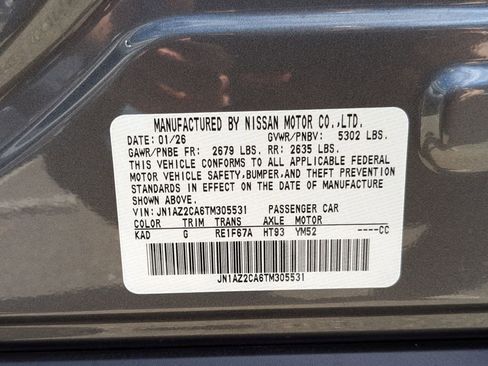 MANUFACTURED BY NISSAN MOTOR CO.,LTD.
DATE: 01/26 GVWR/PNBV: 5302 LBS.
GAWR/PNBE FR: 2679 LBS. RR: 2635 LBS.
THIS VEHICLE CONFORMS TO ALL APPLICABLE FEDERAL
MOTOR VEHICLE SAFETY,BUMPER,AND THEFT PREVENTION
STANDARDS IN EFFECT ON THE DATE OF MANUFACTURE
SHOWN ABOVE.
VIN: JN1AZ2CA6TM305531 PASSENGER CAR
COLOR TRIM TRANS AXLE MOTOR
KAD G RE1F67A HT93 YM52 ----CC
JN1AZ2CA6TM305531